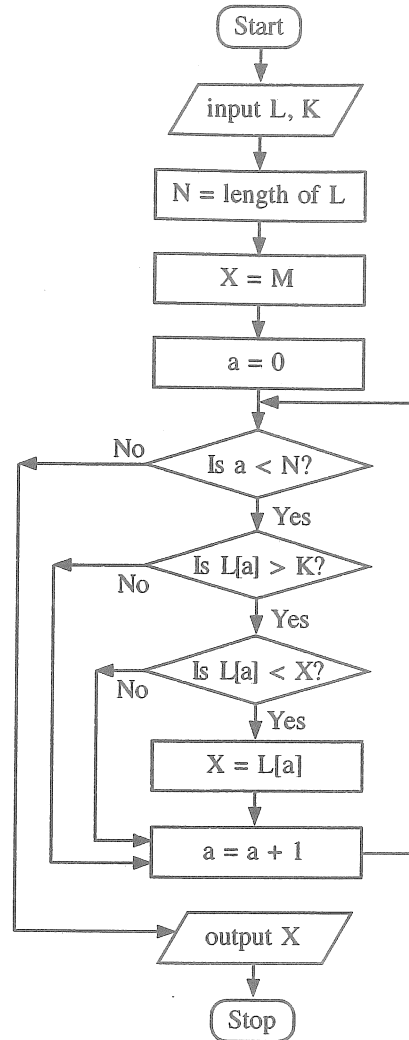 Start
input L, K
N = length of L
X = M
a = 0
Is a < N?
No
Yes
Is L[a] > K?
No
Yes
Is L[a] < X?
No
Yes
X = L[a]
a = a + 1
output X
Stop